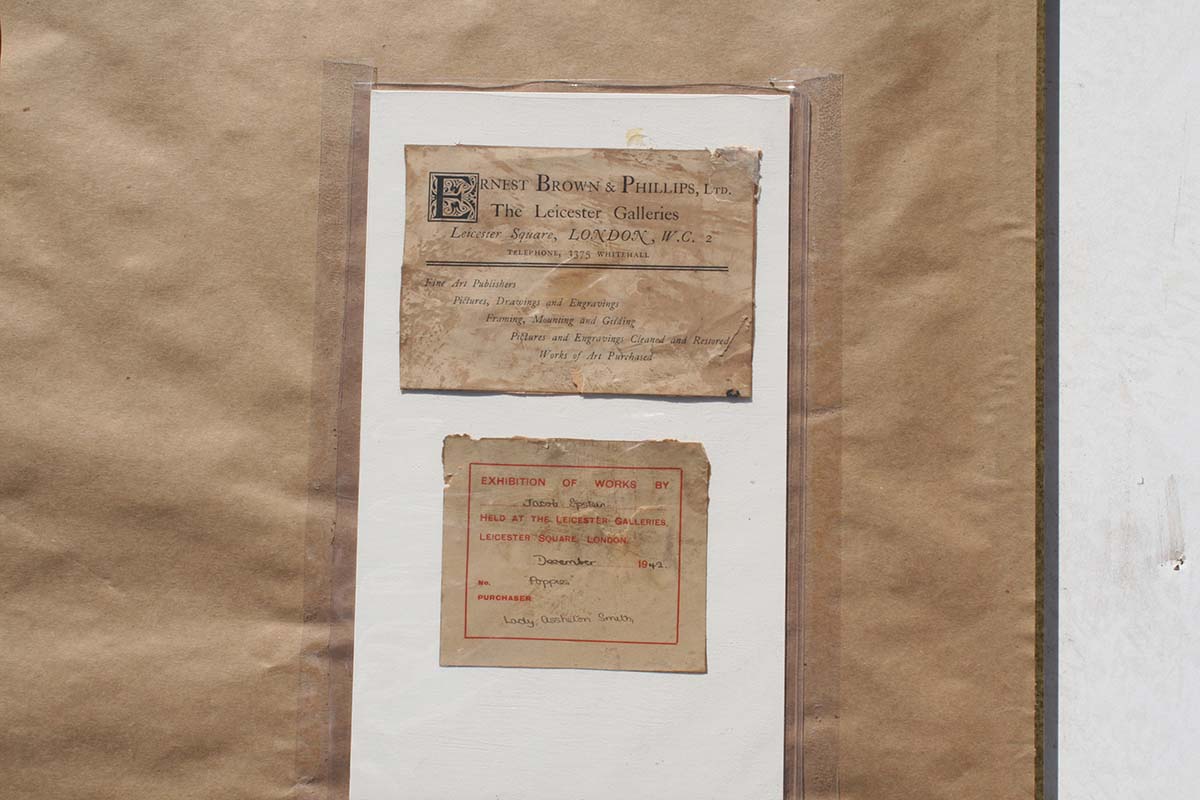 ERNEST BROWN & PHILLIPS, LTD.
The Leicester Galleries
Leicester Square, LONDON, W.C. 2
TELEPHONE, 3375 WHITEHALL
Fine Art Publishers
Pictures, Drawings and Engravings
Framing, Mounting and Gilding
Pictures and Engravings Cleaned and Restored
Works of Art Purchased
EXHIBITION OF WORKS BY
Jacob Epstein
HELD AT THE LEICESTER GALLERIES,
LEICESTER SQUARE, LONDON.
December 1942.
No. "Poppies"
PURCHASER
Lady Assheton Smith,